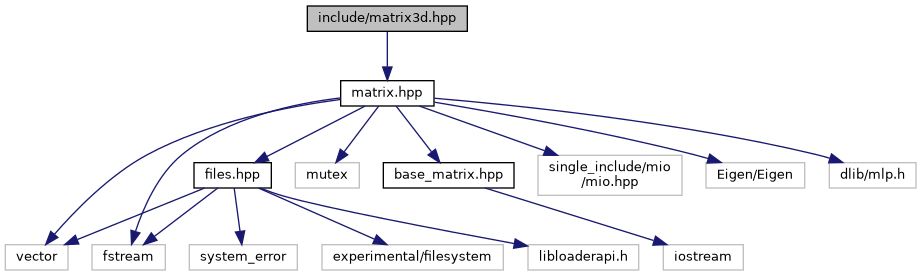 include/matrix3d.hpp
matrix.hpp
files.hpp
mutex
base_matrix.hpp
single_include/mio
/mio.hpp
Eigen/Eigen
dlib/mlp.h
vector
fstream
system_error
experimental/filesystem
libloaderapi.h
iostream